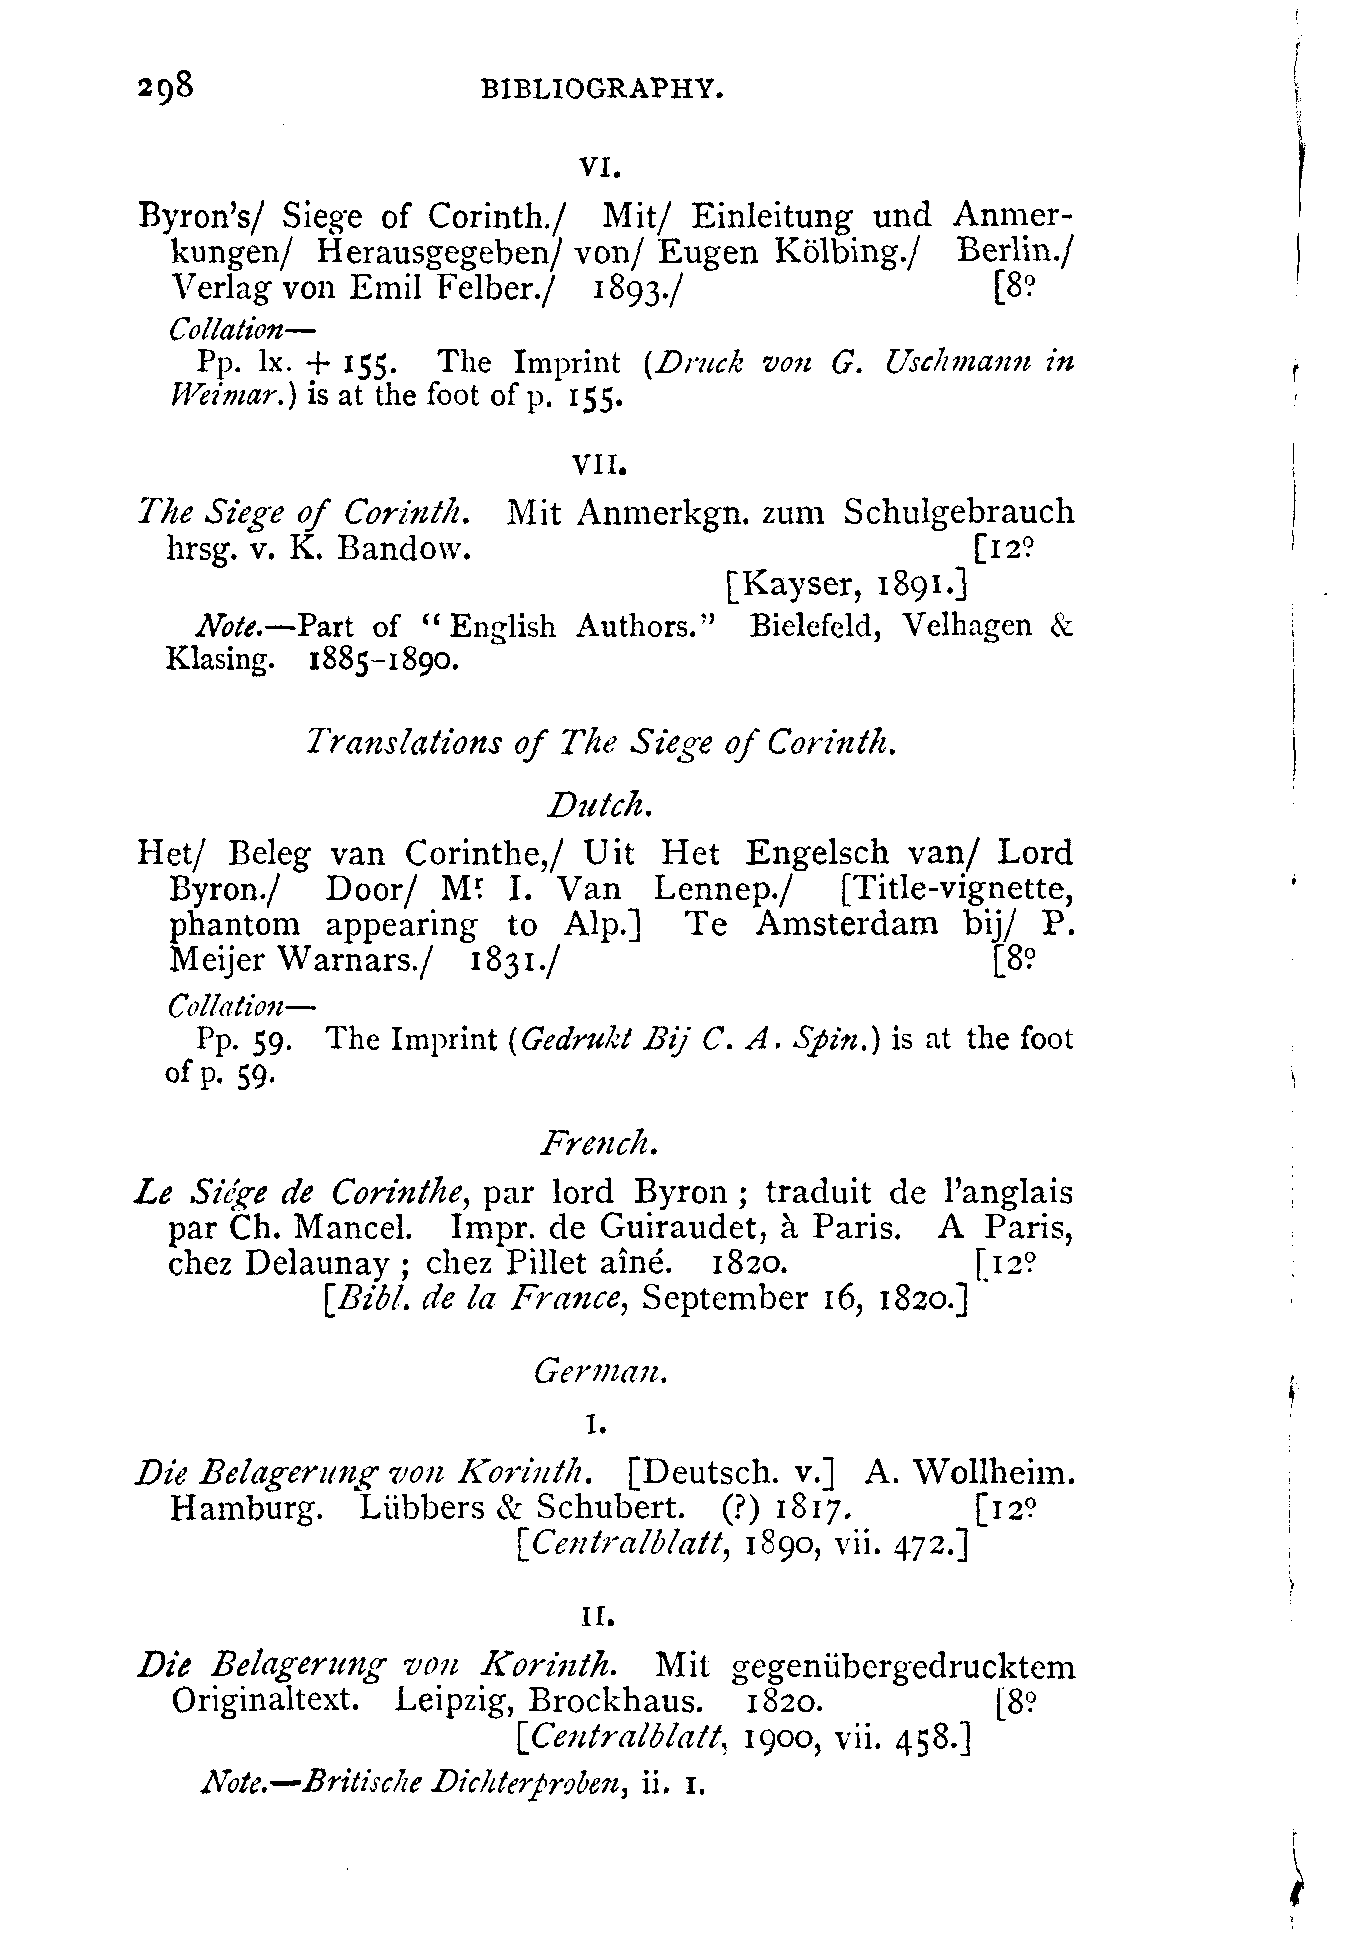 298 BIBLIOGRAPHY.
VI.
Byron's/ Siege of Corinth./ Mit/ Einleitung und Anmer-
kungen/ Herausgegeben/ von/ Eugen Kölbing./ Berlin./
Verlag von Emil Felber./ 1893./ [8º
Collation—
Pp. lx. + 155. The Imprint (Druck von G. Uschmann in
Weimar.) is at the foot of p. 155.
VII.
The Siege of Corinth. Mit Anmerkgn. zum Schulgebrauch
hrsg. v. K. Bandow. [12º
[Kayser, 1891.]
Note.—Part of "English Authors." Bielefeld, Velhagen &
Klasing. 1885-1890.
Translations of The Siege of Corinth.
Dutch.
Het/ Beleg van Corinthe,/ Uit Het Engelsch van/ Lord
Byron./ Door/ Mr. I. Van Lennep./ [Title-vignette,
phantom appearing to Alp.] Te Amsterdam bij/ P.
Meijer Warnars./ 1831./ [8º
Collation—
Pp. 59. The Imprint (Gedrukt Bij C. A. Spin.) is at the foot
of p. 59.
French.
Le Siége de Corinthe, par lord Byron ; traduit de l'anglais
par Ch. Mancel. Impr. de Guiraudet, à Paris. A Paris,
chez Delaunay ; chez Pillet aîné. 1820. [12º
[Bibl. de la France, September 16, 1820.]
German.
I.
Die Belagerung von Korinth. [Deutsch. v.] A. Wollheim.
Hamburg. Lübbers & Schubert. (?) 1817. [12º
[Centralblatt, 1890, vii. 472.]
II.
Die Belagerung von Korinth. Mit gegenübergedrucktem
Originaltext. Leipzig, Brockhaus. 1820. [8º
[Centralblatt, 1900, vii. 458.]
Note.—Britische Dichterproben, ii. 1.